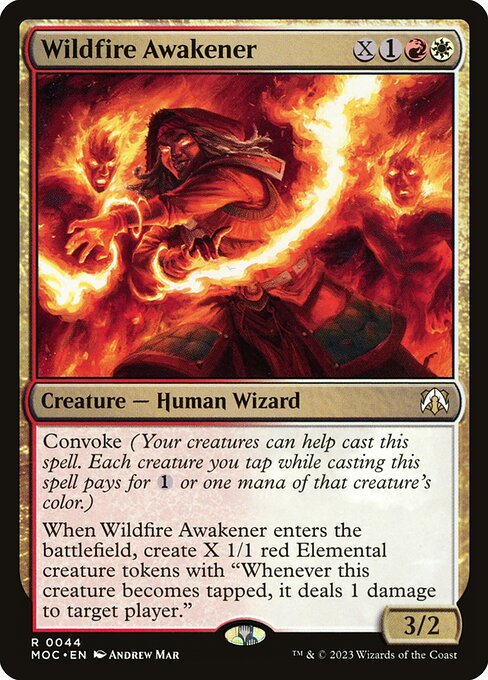 Wildfire Awakener X1
Creature — Human Wizard
Convoke (Your creatures can help cast this
spell. Each creature you tap while casting this
spell pays for 1 or one mana of that creature's
color.)
When Wildfire Awakener enters the
battlefield, create X 1/1 red Elemental
creature tokens with “Whenever this
creature becomes tapped, it deals 1 damage
to target player.”
3/2
R 0044
MOC • EN Andrew Mar
™ & © 2023 Wizards of the Coast